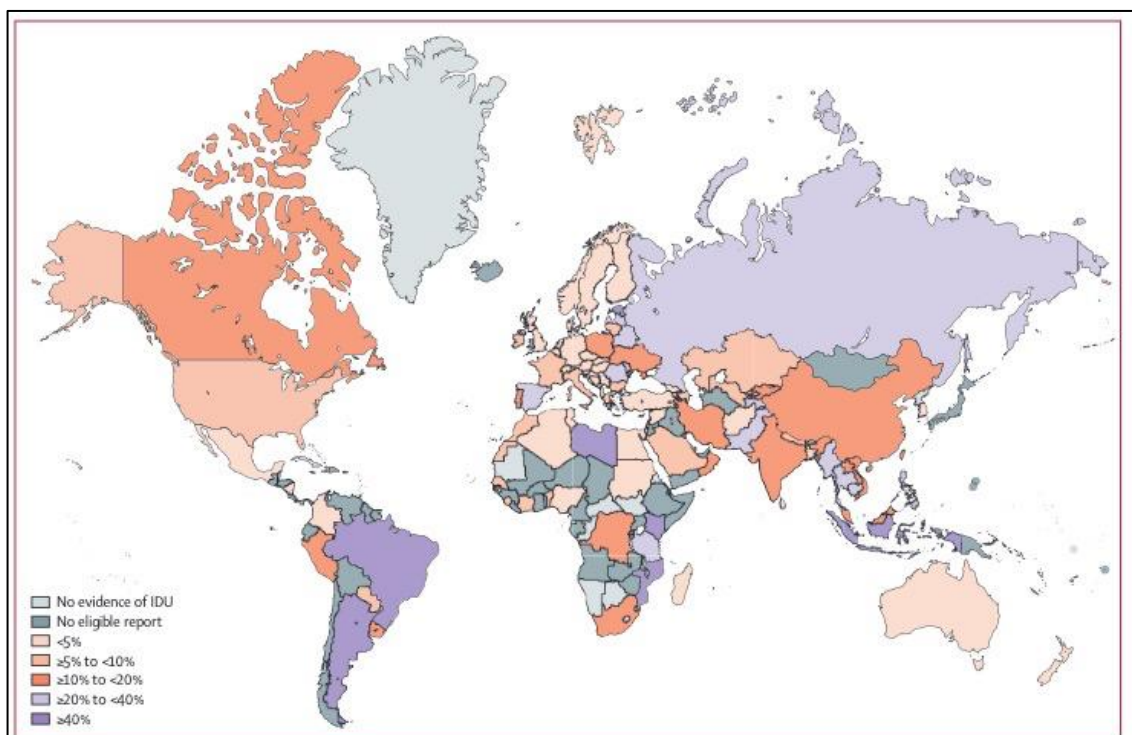 No evidence of IDU
No eligible report
<5%
≥5% to <10%
≥10% to <20%
≥20% to <40%
≥40%